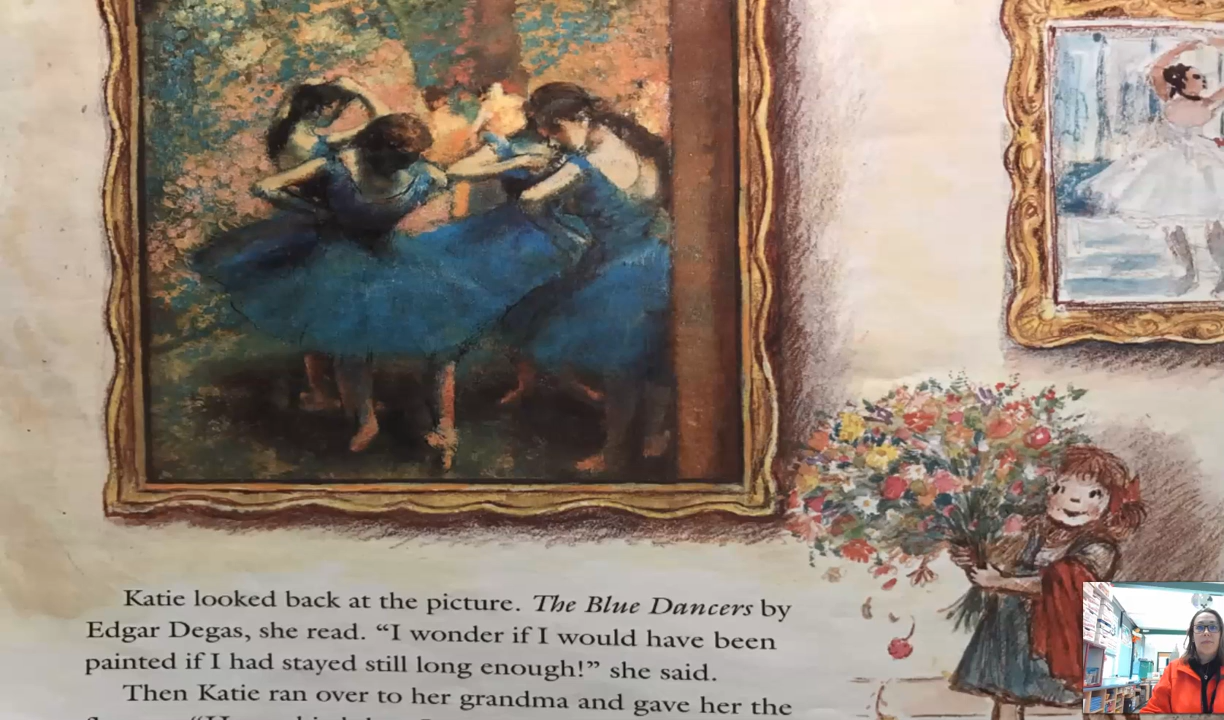 Katie looked back at the picture. The Blue Dancers by
Edgar Degas, she read. “I wonder if I would have been
painted if I had stayed still long enough!” she said.
Then Katie ran over to her grandma and gave her the